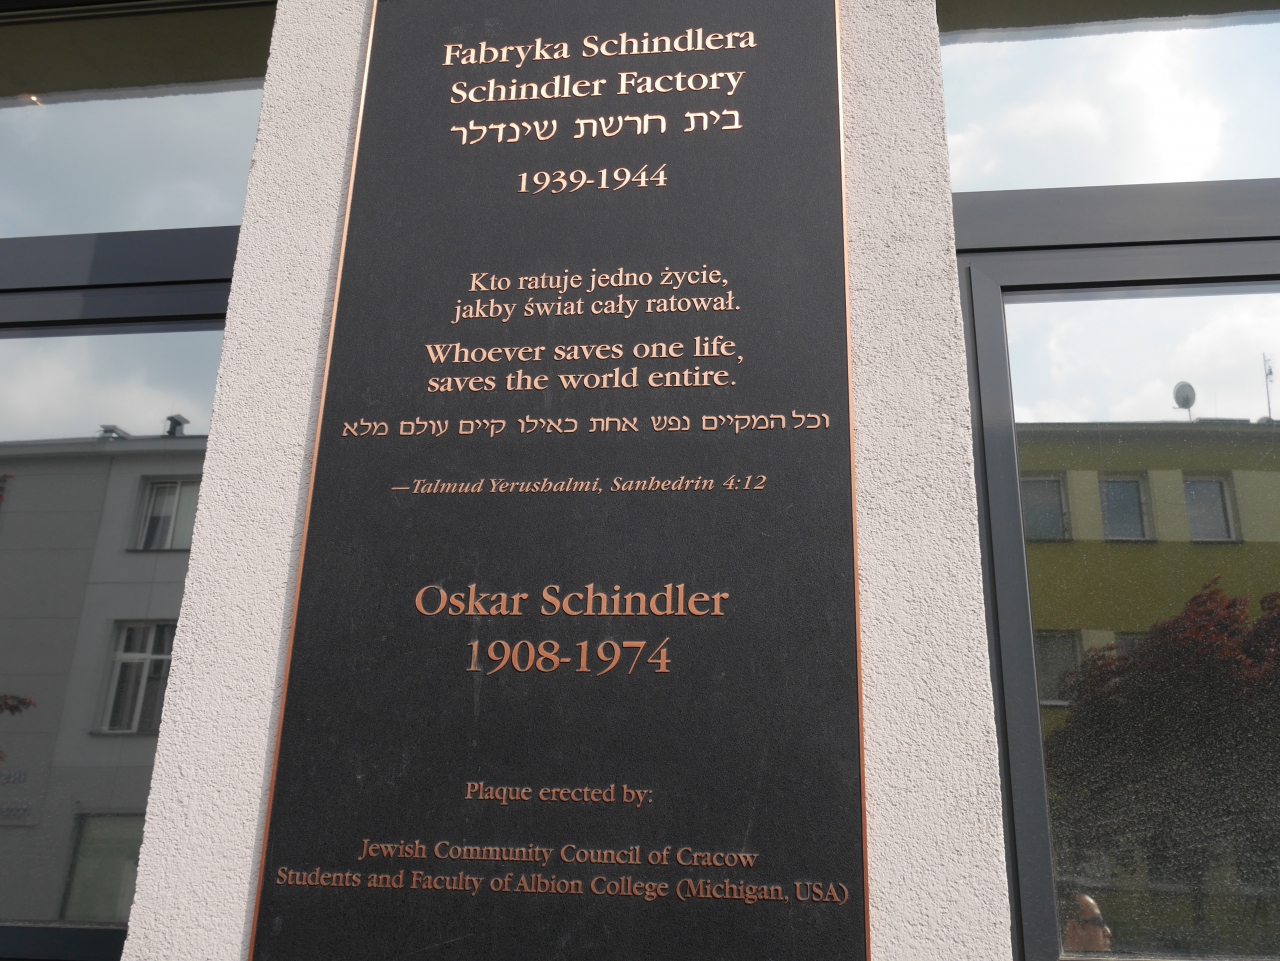 Fabryka Schindlera
Schindler Factory
בית חרשת שינדלר
1939-1944
Kto ratuje jedno życie,
jakby świat cały ratował.
Whoever saves one life,
saves the world entire.
וכל המקיים נפש אחת כאילו קיים עולם מלא
—Talmud Yerushalmi, Sanhedrin 4:12
Oskar Schindler
1908-1974
Plaque erected by:
Jewish Community Council of Cracow
Students and Faculty of Albion College (Michigan, USA)